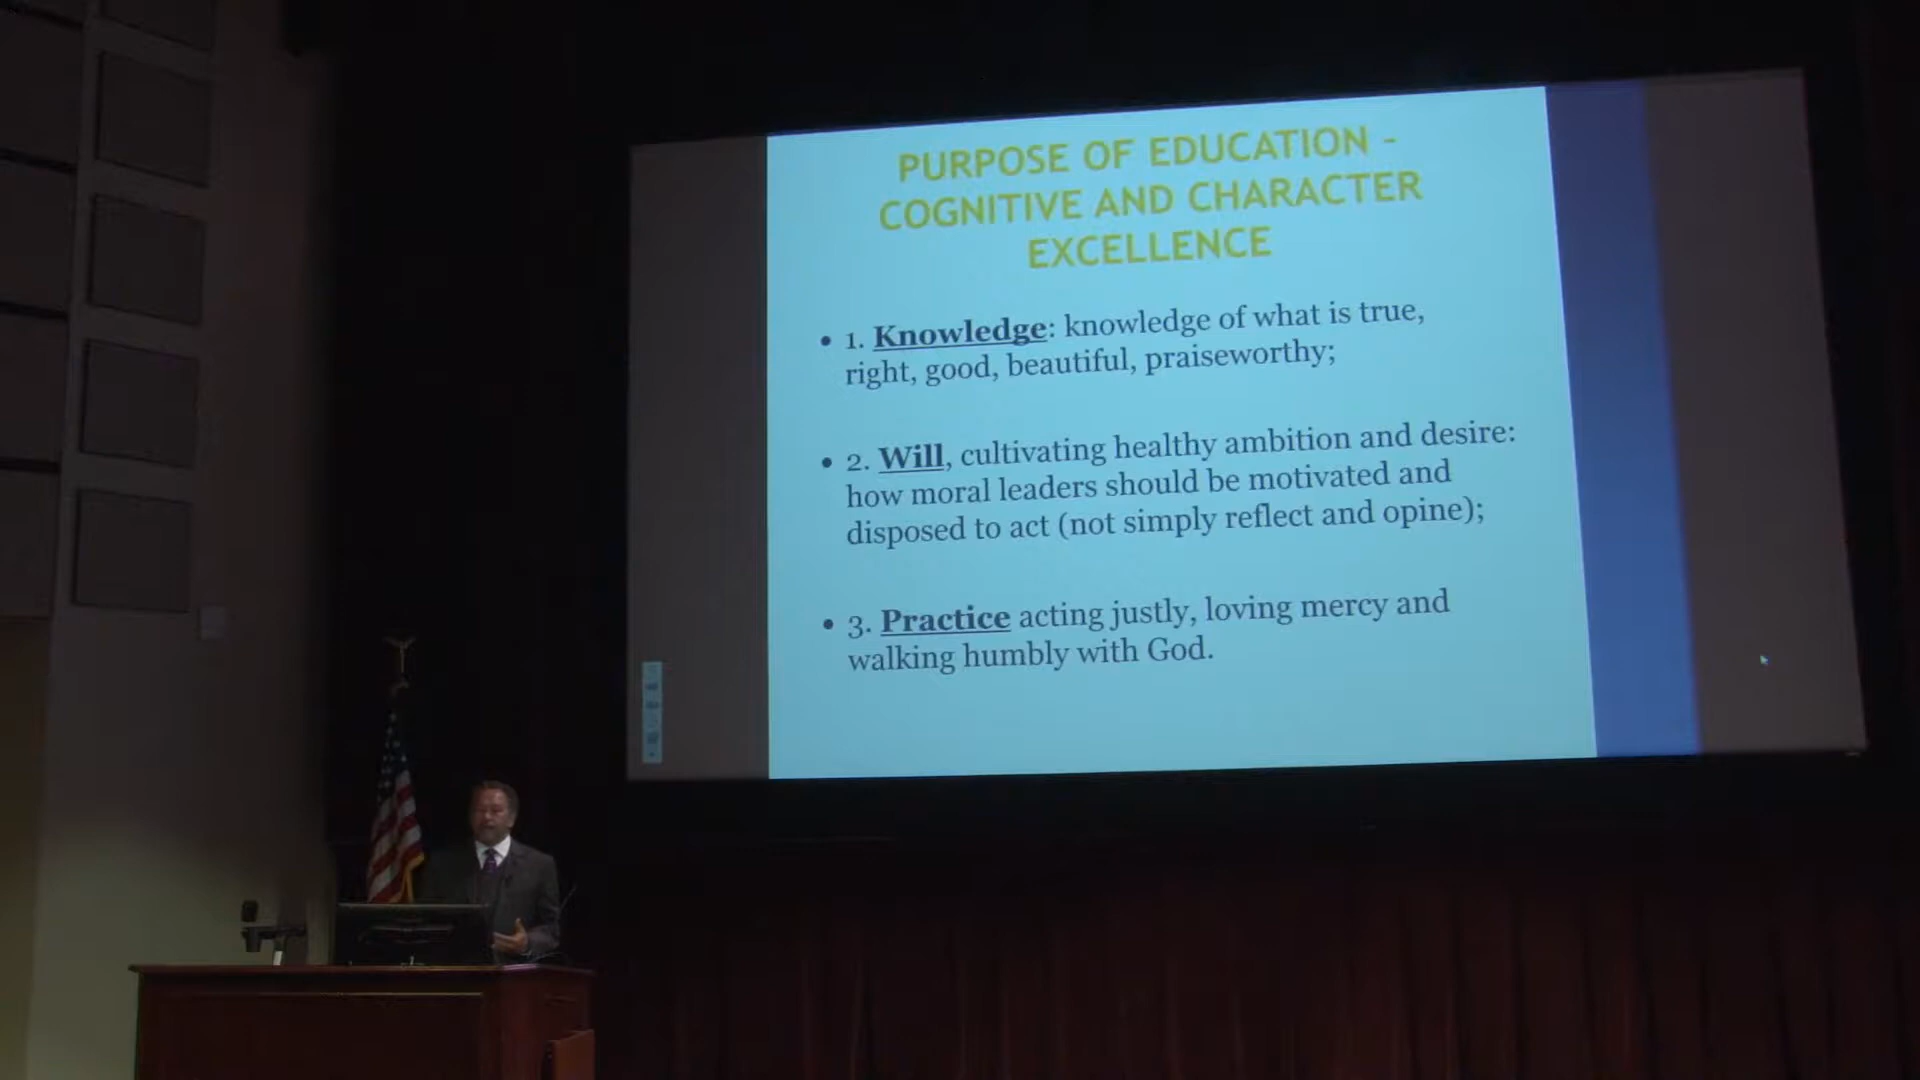 PURPOSE OF EDUCATION -
COGNITIVE AND CHARACTER
EXCELLENCE
• 1. Knowledge: knowledge of what is true,
right, good, beautiful, praiseworthy;
• 2. Will, cultivating healthy ambition and desire:
how moral leaders should be motivated and
disposed to act (not simply reflect and opine);
• 3. Practice acting justly, loving mercy and
walking humbly with God.